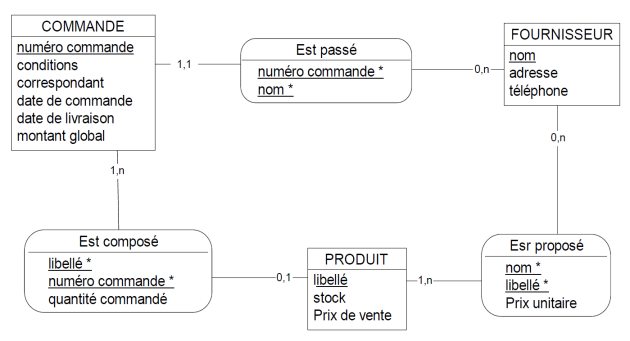 COMMANDE
numéro commande
conditions
correspondant
date de commande
date de livraison
montant global
1,1
Est passé
numéro commande *
nom *
0,n
FOURNISSEUR
nom
adresse
téléphone
1,n
0,n
Est composé
libellé *
numéro commande *
quantité commandé
0,1
PRODUIT
libellé
stock
Prix de vente
1,n
Esr proposé
nom *
libellé *
Prix unitaire